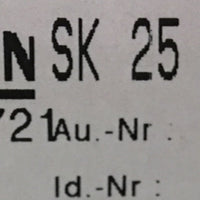 N SK 25
721 Au.-Nr :
Id.-Nr :